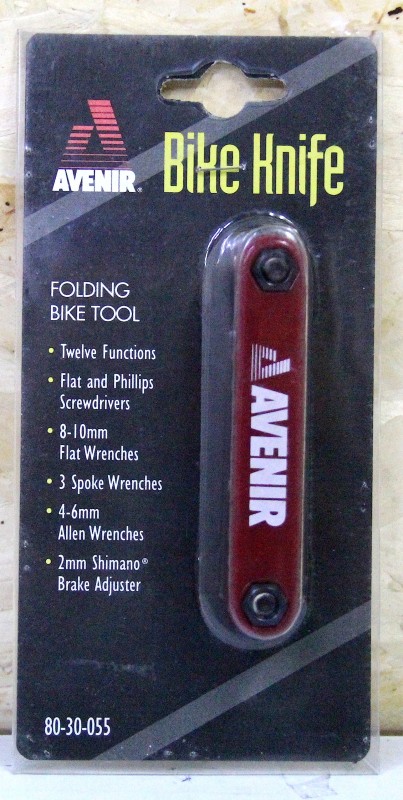 AVENIR®
Bike Knife
FOLDING
BIKE TOOL
• Twelve Functions
• Flat and Phillips
Screwdrivers
• 8-10mm
Flat Wrenches
• 3 Spoke Wrenches
• 4-6mm
Allen Wrenches
• 2mm Shimano®
Brake Adjuster
AVENIR
80-30-055